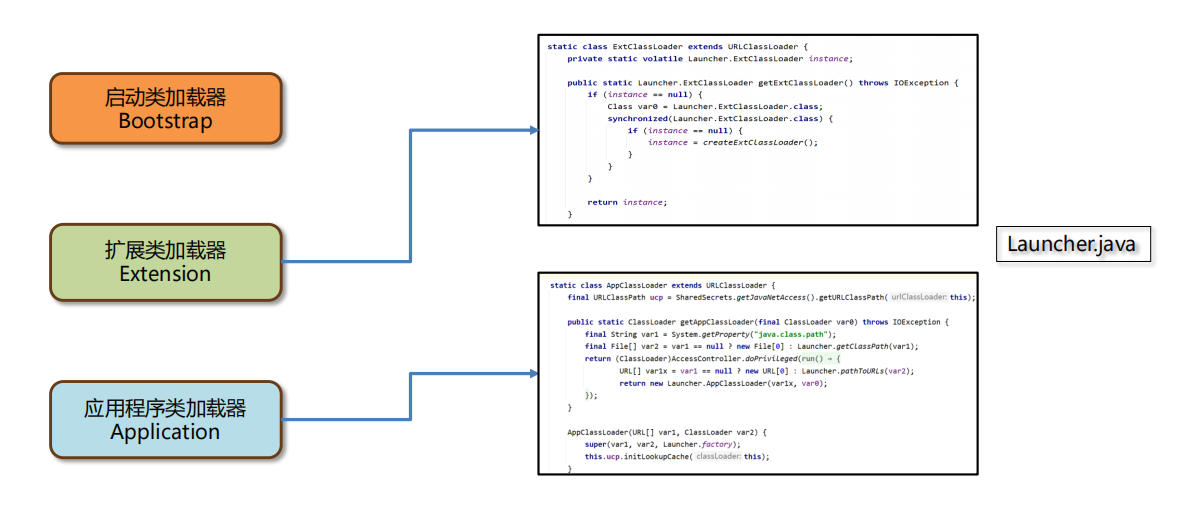 启动类加载器
Bootstrap
扩展类加载器
Extension
应用程序类加载器
Application
static class ExtClassLoader extends URLClassLoader {
private static volatile Launcher.ExtClassLoader instance;
public static Launcher.ExtClassLoader getExtClassLoader() throws IOException {
if (instance == null) {
Class var0 = Launcher.ExtClassLoader.class;
synchronized(Launcher.ExtClassLoader.class) {
if (instance == null) {
instance = createExtClassLoader();
}
}
}
return instance;
}
Launcher.java
static class AppClassLoader extends URLClassLoader {
final URLClassPath ucp = SharedSecrets.getJavaNetAccess().getURLClassPath( urlClassLoader: this);
public static ClassLoader getAppClassLoader(final ClassLoader var0) throws IOException {
final String var1 = System.getProperty("java.class.path");
final File[] var2 = var1 == null ? new File[0] : Launcher.getClassPath(var1);
return (ClassLoader)AccessController.doPrivileged(run() → {
URL[] var1x = var1 == null ? new URL[0] : Launcher.pathToURLs(var2);
return new Launcher.AppClassLoader(var1x, var0);
});
}
AppClassLoader(URL[] var1, ClassLoader var2) {
super(var1, var2, Launcher.factory);
this.ucp.initLookupCache( classLoader: this);
}